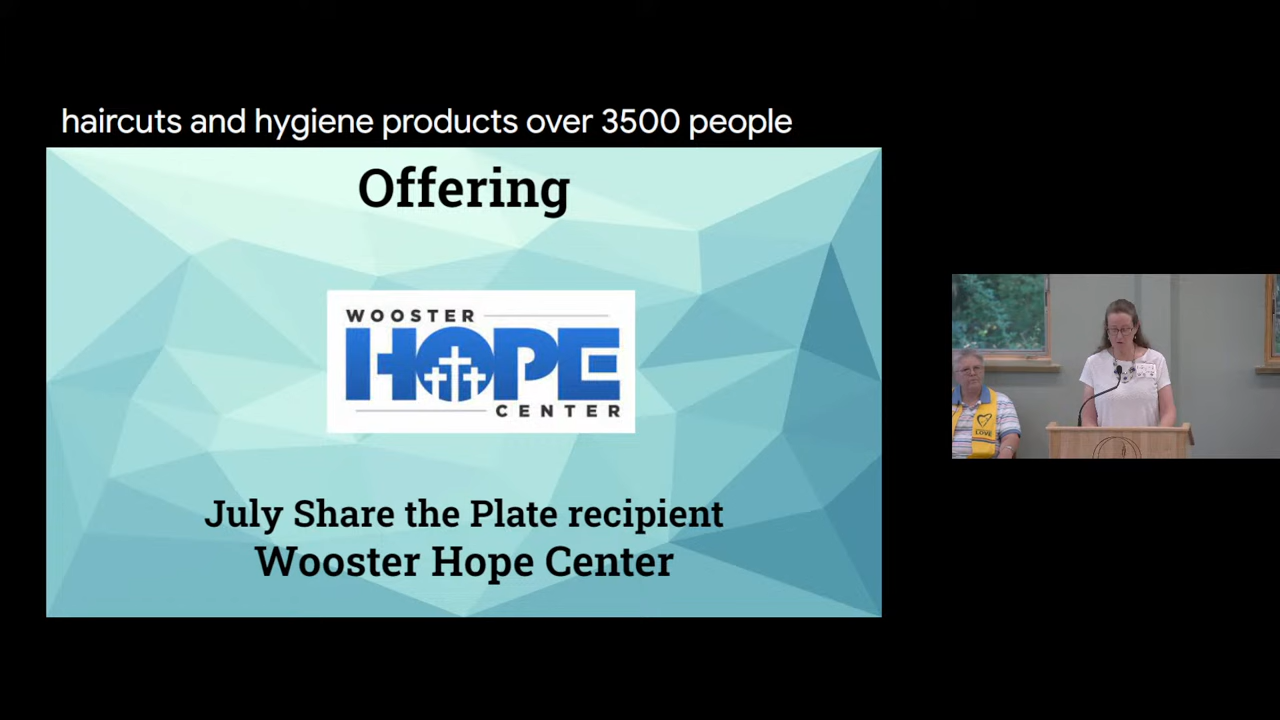 haircuts and hygiene products over 3500 people
Offering
WOOSTER
HOPE
CENTER
July Share the Plate recipient
Wooster Hope Center
LOVE